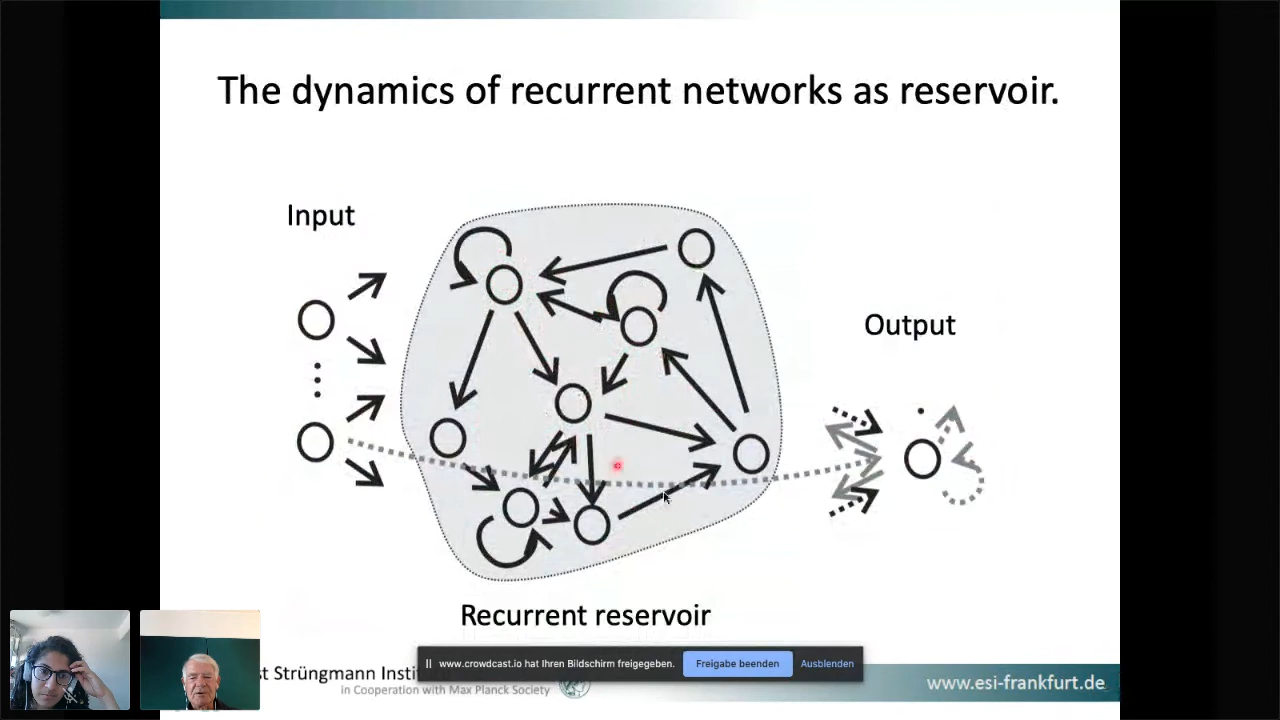 The dynamics of recurrent networks as reservoir.
Input
Output
Recurrent reservoir
www.crowdcast.io hat Ihren Bildschirm freigegeben.
Freigabe beenden
Ausblenden
st Strüngmann Insti
in Cooperation with Max Planck Society
www.esi-frankfurt.de